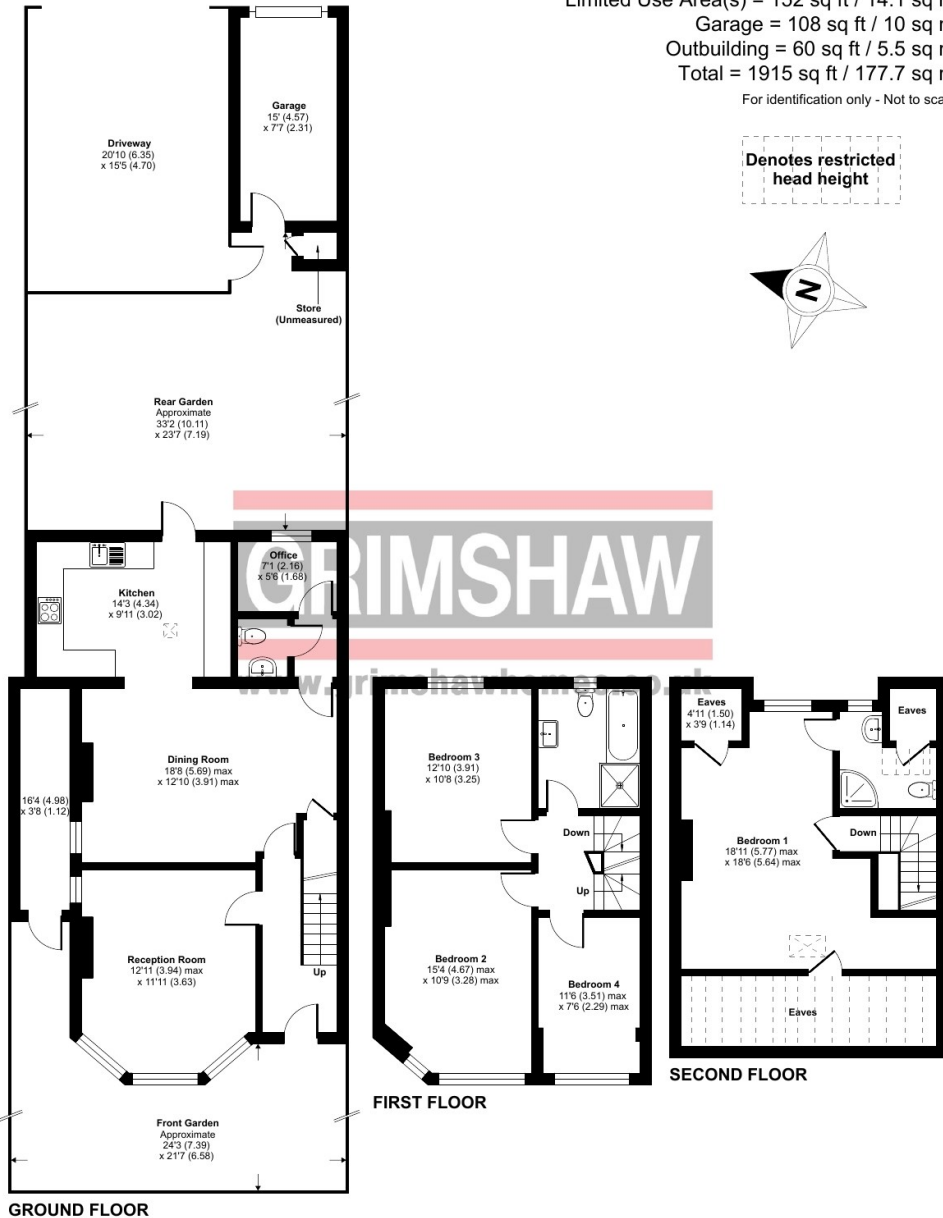 Limited Use Area(s) = 152 sq ft / 14.1 sq
Garage = 108 sq ft / 10 sq
Outbuilding = 60 sq ft / 5.5 sq
Total = 1915 sq ft / 177.7 sq
For identification only - Not to sca
Denotes restricted
head height
N
Garage
15' (4.57)
x 7'7 (2.31)
Driveway
20'10 (6.35)
x 15'5 (4.70)
Store
(Unmeasured)
Rear Garden
Approximate
33'2 (10.11)
x 23'7 (7.19)
GRIMSHAW
www.grimshawhomes.co.uk
Office
7'1 (2.16)
x 5'6 (1.68)
Kitchen
14'3 (4.34)
x 9'11 (3.02)
Dining Room
18'8 (5.69) max
x 12'10 (3.91) max
16'4 (4.98)
x 3'8 (1.12)
Reception Room
12'11 (3.94) max
x 11'11 (3.63)
Up
Front Garden
Approximate
24'3 (7.39)
x 21'7 (6.58)
GROUND FLOOR
Bedroom 3
12'10 (3.91)
x 10'8 (3.25)
Down
Up
Bedroom 2
15'4 (4.67) max
x 10'9 (3.28) max
Bedroom 4
11'6 (3.51) max
x 7'6 (2.29) max
FIRST FLOOR
Eaves
4'11 (1.50)
x 3'9 (1.14)
Eaves
Bedroom 1
18'11 (5.77) max
x 18'6 (5.64) max
Down
Eaves
SECOND FLOOR